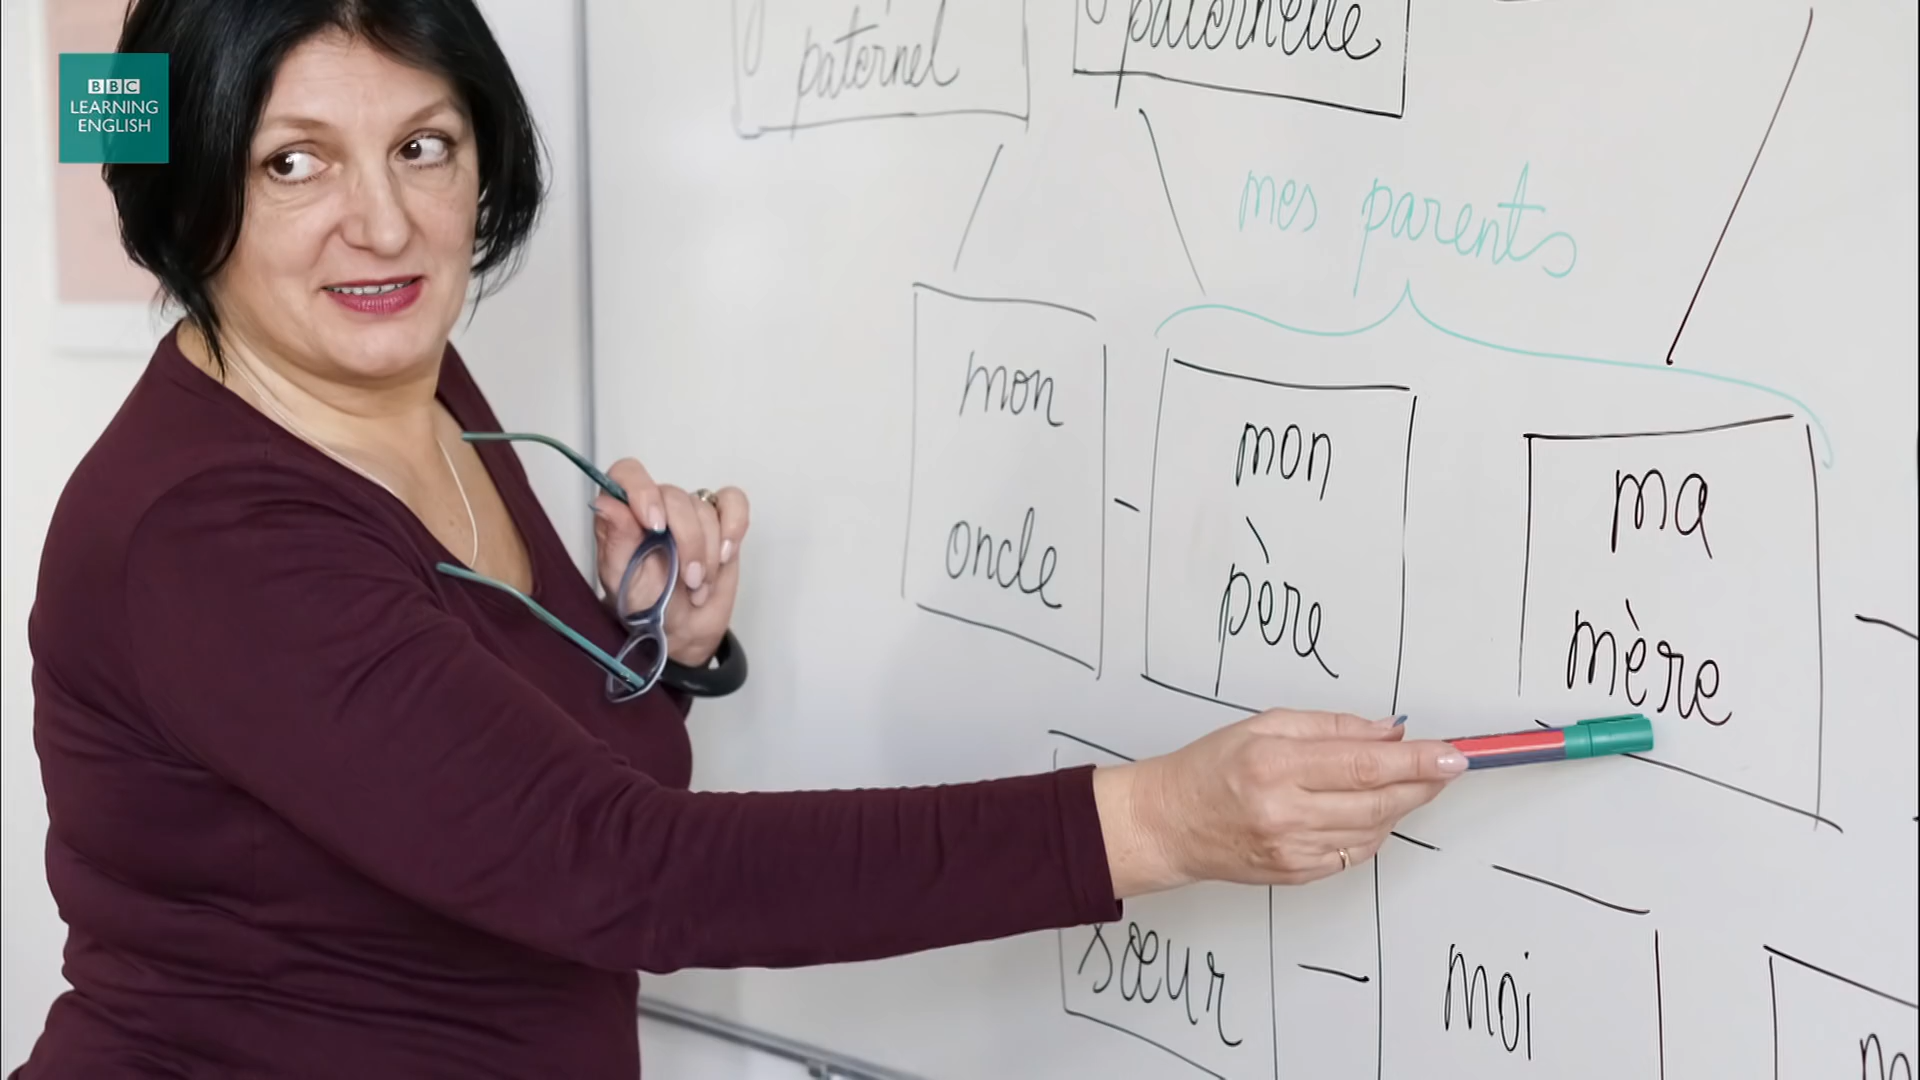 BBC
LEARNING
ENGLISH
paternel
paternelle
mes parents
mon
oncle
mon
père
ma
mère
sœur
moi